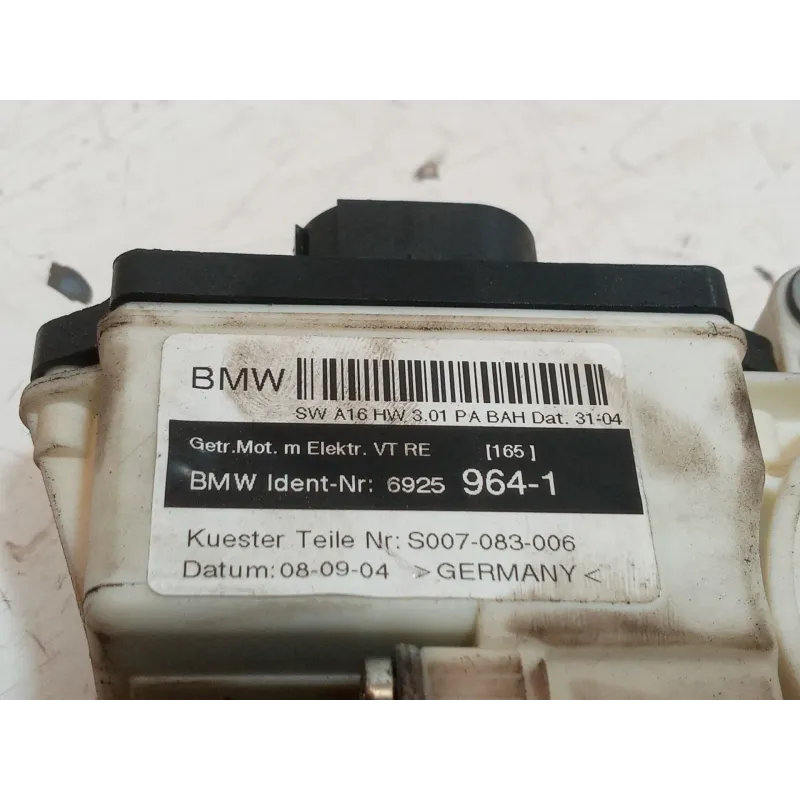 BMW
SW A16 HW 3.01 PA BAH Dat. 31-04
Getr.Mot. m Elektr. VT RE [165]
BMW Ident-Nr: 6925 964-1
Kuester Teile Nr: S007-083-006
Datum: 08-09-04 >GERMANY<